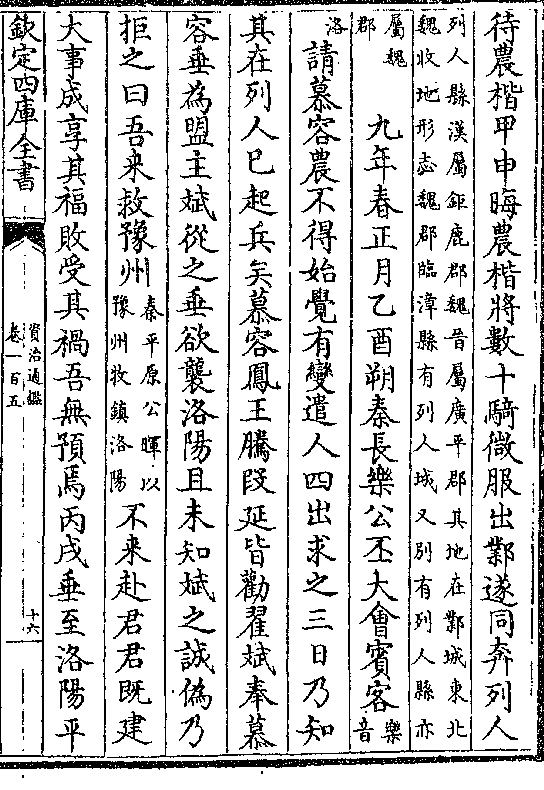 待農楷甲申晦農楷將數十騎微服出鄴遂同奔列人
列人縣漢屬鉅鹿郡魏晉屬廣平郡其地在鄴城東北
魏收地形志魏郡臨漳縣有列人城又别有列人縣亦
屬魏
郡
九年春正月乙酉朔秦長樂公丕大會賓客
樂
音
洛
請慕容農不得始覺有變遣人四出求之三日乃知
其在列人已起兵矣慕容鳳王騰段延皆勸翟斌奉慕
容垂為盟主斌從之垂欲襲洛陽且未知斌之誠偽乃
拒之曰吾来救豫州
秦平原公暉以
豫州牧鎮洛陽
不来赴君君既建
大事成享其福敗受其禍吾無預焉丙戌垂至洛陽平
欽定四庫全書
資治通鑑
卷一百五
十六